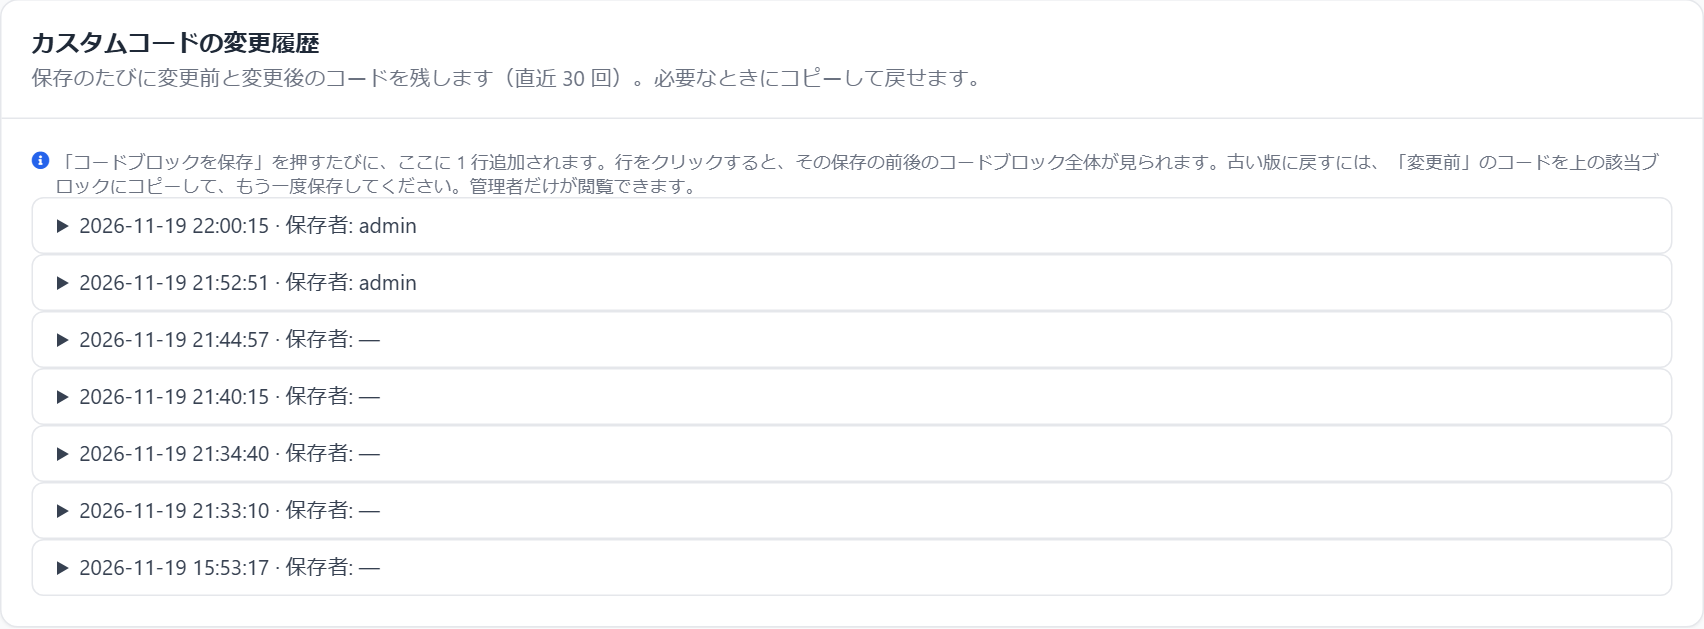 カスタムコードの変更履歴
保存のたびに変更前と変更後のコードを残します（直近 30 回）。必要なときにコピーして戻せます。
「コードブロックを保存」を押すたびに、ここに 1 行追加されます。行をクリックすると、その保存の前後のコードブロック全体が見られます。古い版に戻すには、「変更前」のコードを上の該当ブ
ロックにコピーして、もう一度保存してください。管理者だけが閲覧できます。
▶ 2026-11-19 22:00:15 · 保存者: admin
▶ 2026-11-19 21:52:51 · 保存者: admin
▶ 2026-11-19 21:44:57 · 保存者: —
▶ 2026-11-19 21:40:15 · 保存者: —
▶ 2026-11-19 21:34:40 · 保存者: —
▶ 2026-11-19 21:33:10 · 保存者: —
▶ 2026-11-19 15:53:17 · 保存者: —